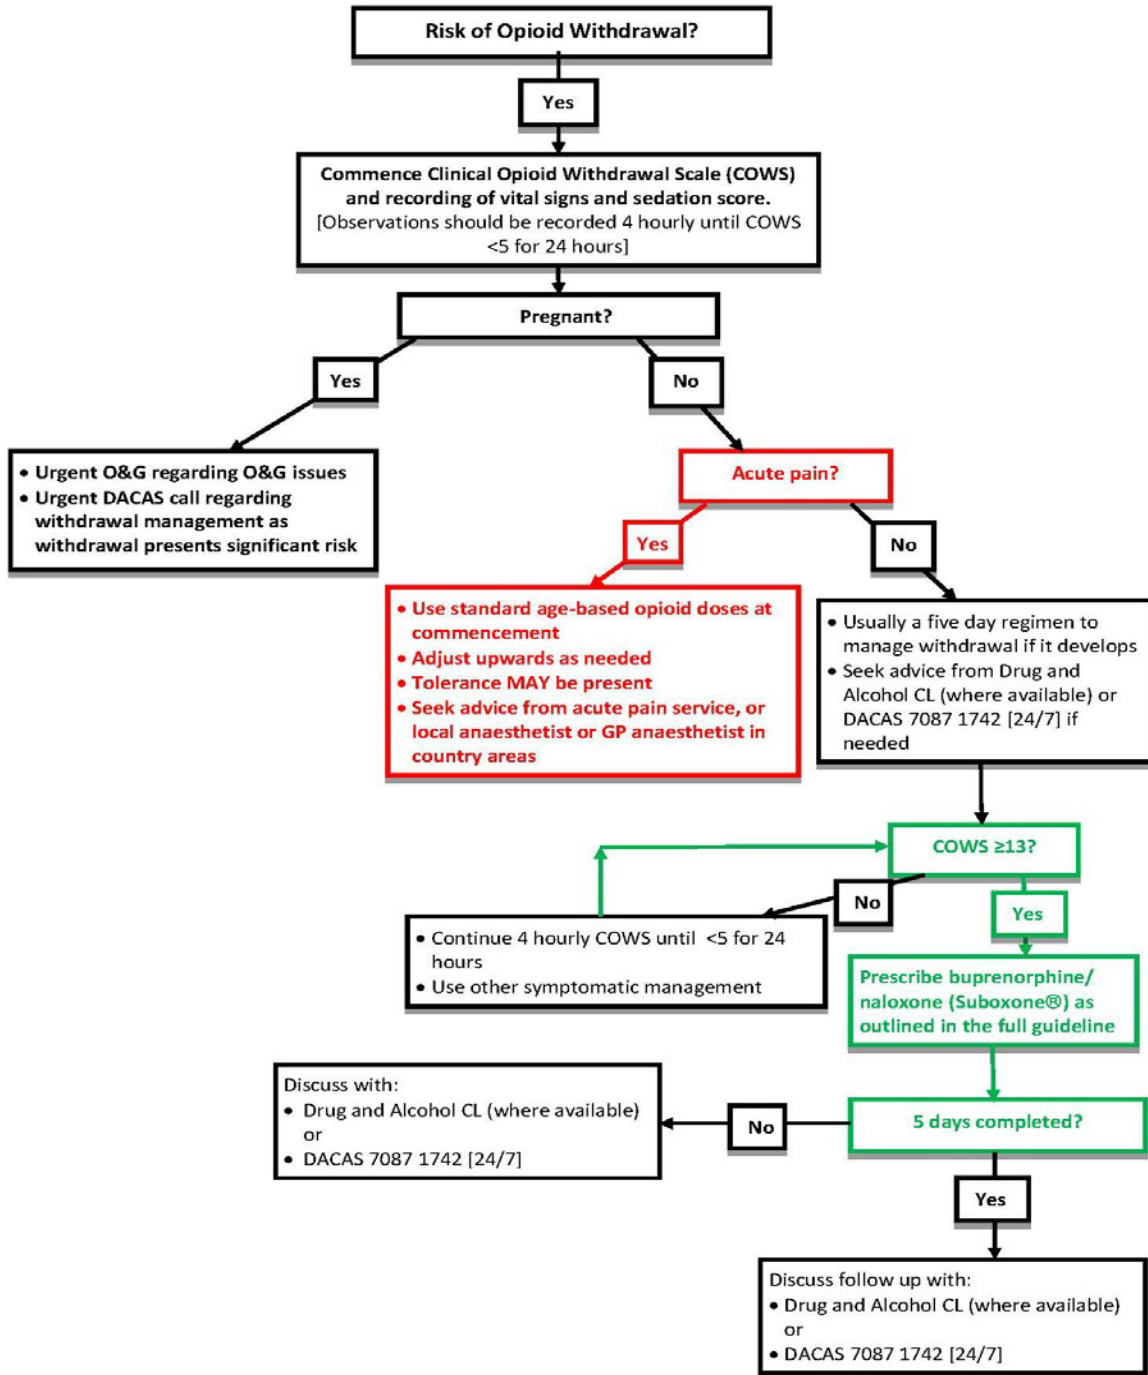 Risk of Opioid Withdrawal?
Yes
Commence Clinical Opioid Withdrawal Scale (COWS)
and recording of vital signs and sedation score.
[Observations should be recorded 4 hourly until COWS
<5 for 24 hours]
Pregnant?
Yes
No
• Urgent O&G regarding O&G issues
• Urgent DACAS call regarding
withdrawal management as
withdrawal presents significant risk
Acute pain?
Yes
No
• Use standard age-based opioid doses at
commencement
• Adjust upwards as needed
• Tolerance MAY be present
• Seek advice from acute pain service, or
local anaesthetist or GP anaesthetist in
country areas
• Usually a five day regimen to
manage withdrawal if it develops
• Seek advice from Drug and
Alcohol CL (where available) or
DACAS 7087 1742 [24/7] if
needed
COWS ≥13?
No
Yes
• Continue 4 hourly COWS until <5 for 24
hours
• Use other symptomatic management
Prescribe buprenorphine/
naloxone (Suboxone®) as
outlined in the full guideline
5 days completed?
No
Discuss with:
• Drug and Alcohol CL (where available)
or
• DACAS 7087 1742 [24/7]
Yes
Discuss follow up with:
• Drug and Alcohol CL (where available)
or
• DACAS 7087 1742 [24/7]